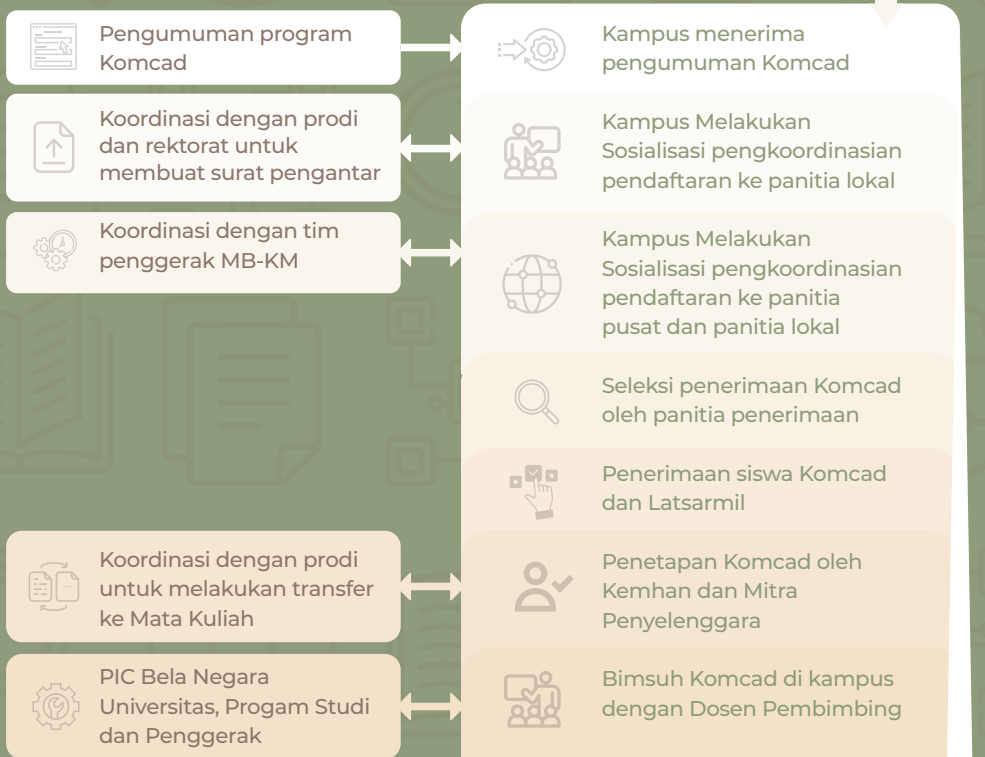 Pengumuman program
Komcad
Kampus menerima
pengumuman Komcad
Koordinasi dengan prodi
dan rektorat untuk
membuat surat pengantar
Kampus Melakukan
Sosialisasi pengkoordinasian
pendaftaran ke panitia lokal
Koordinasi dengan tim
penggerak MB-KM
Kampus Melakukan
Sosialisasi pengkoordinasian
pendaftaran ke panitia
pusat dan panitia lokal
Seleksi penerimaan Komcad
oleh panitia penerimaan
Penerimaan siswa Komcad
dan Latsarmil
Koordinasi dengan prodi
untuk melakukan transfer
ke Mata Kuliah
Penetapan Komcad oleh
Kemhan dan Mitra
Penyelenggara
PIC Bela Negara
Universitas, Progam Studi
dan Penggerak
Bimsuh Komcad di kampus
dengan Dosen Pembimbing